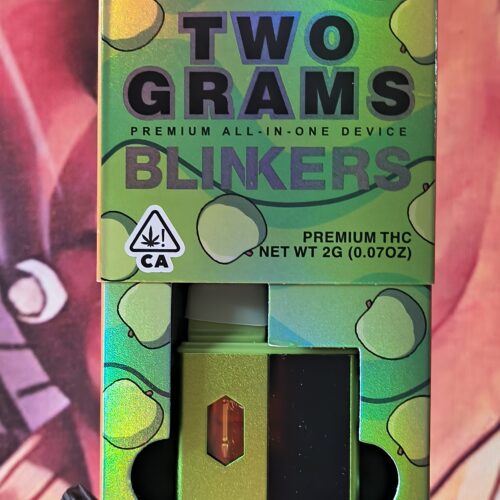 TWO
GRAMS
PREMIUM ALL-IN-ONE DEVICE
BLINKERS
!
CA
PREMIUM THC
NET WT 2G (0.07OZ)